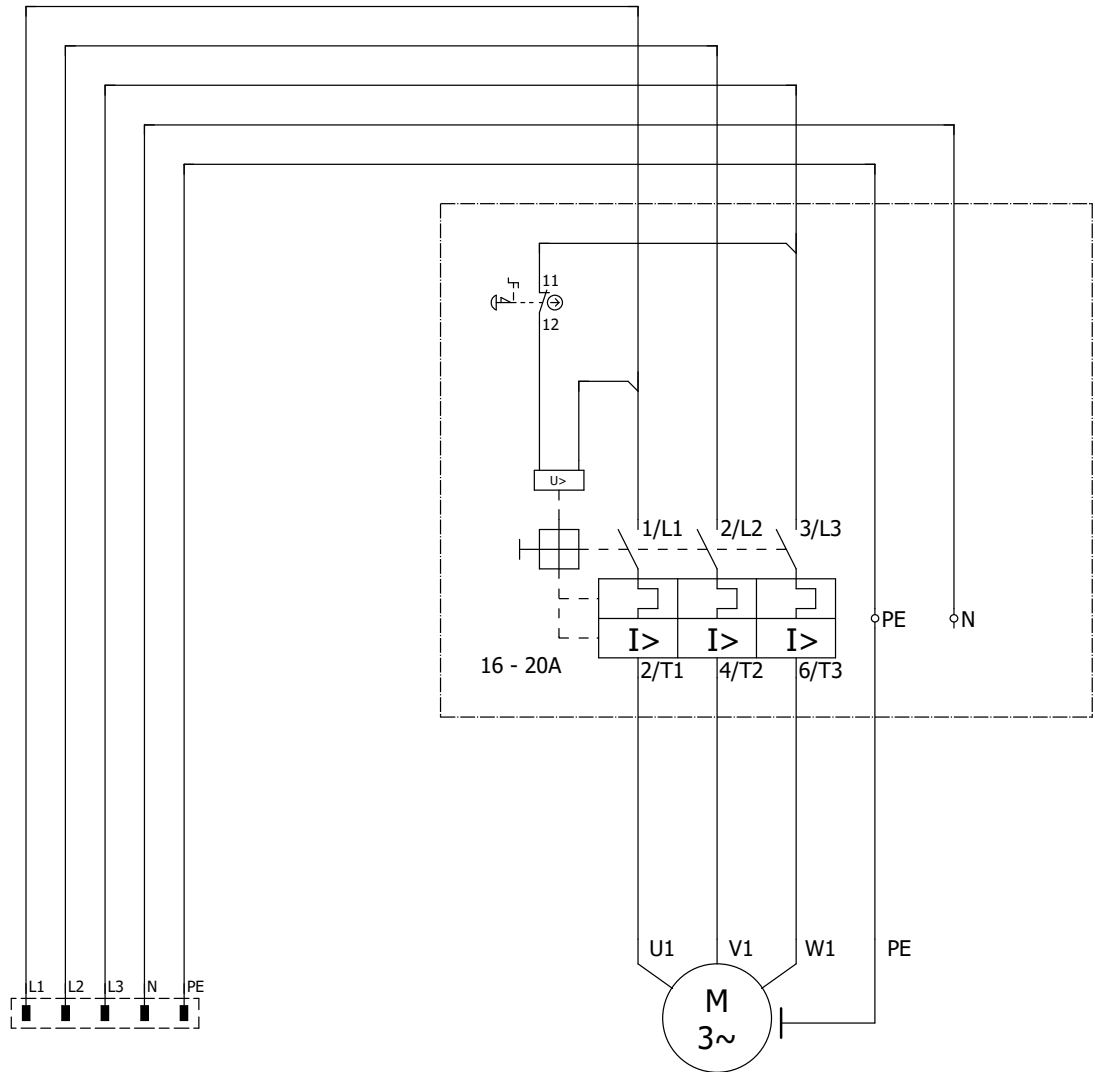 11
12
U>
1/L1
2/L2
3/L3
PE
N
I>
I>
I>
16 - 20A
2/T1
4/T2
6/T3
U1
V1
W1
PE
L1
L2
L3
N
PE
M
3~